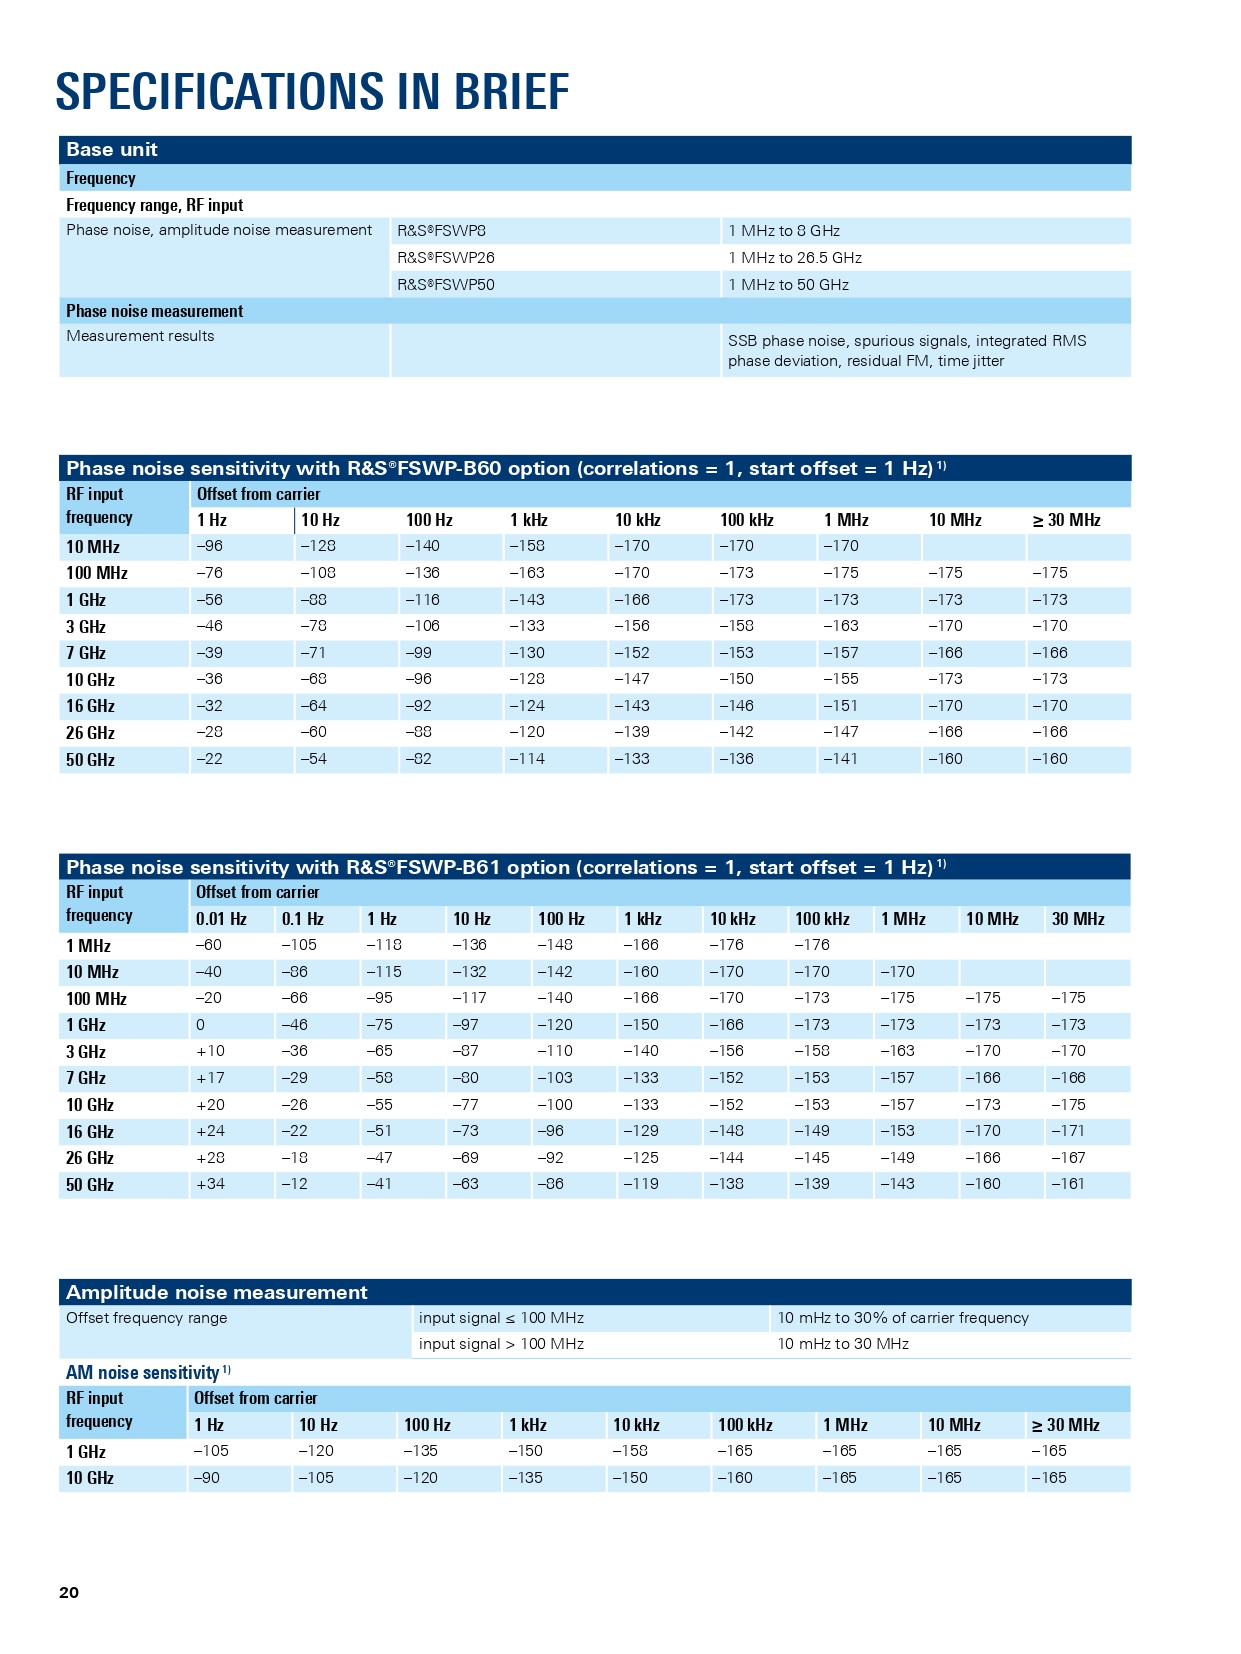 SPECIFICATIONS IN BRIEF
Base unit
Frequency
Frequency range, RF input
Phase noise, amplitude noise measurement R&S®FSWP8 1 MHz to 8 GHz
R&S®FSWP26 1 MHz to 26.5 GHz
R&S®FSWP50 1 MHz to 50 GHz
Phase noise measurement
Measurement results SSB phase noise, spurious signals, integrated RMS
phase deviation, residual FM, time jitter
Phase noise sensitivity with R&S®FSWP-B60 option (correlations = 1, start offset = 1 Hz) 1)
RF input Offset from carrier
frequency 1 Hz 10 Hz 100 Hz 1 kHz 10 kHz 100 kHz 1 MHz 10 MHz ≥ 30 MHz
10 MHz –96 –128 –140 –158 –170 –170 –170
100 MHz –76 –108 –136 –163 –170 –173 –175 –175 –175
1 GHz –56 –88 –116 –143 –166 –173 –173 –173 –173
3 GHz –46 –78 –106 –133 –156 –158 –163 –170 –170
7 GHz –39 –71 –99 –130 –152 –153 –157 –166 –166
10 GHz –36 –68 –96 –128 –147 –150 –155 –173 –173
16 GHz –32 –64 –92 –124 –143 –146 –151 –170 –170
26 GHz –28 –60 –88 –120 –139 –142 –147 –166 –166
50 GHz –22 –54 –82 –114 –133 –136 –141 –160 –160
Phase noise sensitivity with R&S®FSWP-B61 option (correlations = 1, start offset = 1 Hz) 1)
RF input Offset from carrier
frequency 0.01 Hz 0.1 Hz 1 Hz 10 Hz 100 Hz 1 kHz 10 kHz 100 kHz 1 MHz 10 MHz 30 MHz
1 MHz –60 –105 –118 –136 –148 –166 –176 –176
10 MHz –40 –86 –115 –132 –142 –160 –170 –170 –170
100 MHz –20 –66 –95 –117 –140 –166 –170 –173 –175 –175 –175
1 GHz 0 –46 –75 –97 –120 –150 –166 –173 –173 –173 –173
3 GHz +10 –36 –65 –87 –110 –140 –156 –158 –163 –170 –170
7 GHz +17 –29 –58 –80 –103 –133 –152 –153 –157 –166 –166
10 GHz +20 –26 –55 –77 –100 –133 –152 –153 –157 –173 –175
16 GHz +24 –22 –51 –73 –96 –129 –148 –149 –153 –170 –171
26 GHz +28 –18 –47 –69 –92 –125 –144 –145 –149 –166 –167
50 GHz +34 –12 –41 –63 –86 –119 –138 –139 –143 –160 –161
Amplitude noise measurement
Offset frequency range input signal ≤ 100 MHz 10 mHz to 30% of carrier frequency
input signal > 100 MHz 10 mHz to 30 MHz
AM noise sensitivity 1)
RF input Offset from carrier
frequency 1 Hz 10 Hz 100 Hz 1 kHz 10 kHz 100 kHz 1 MHz 10 MHz ≥ 30 MHz
1 GHz –105 –120 –135 –150 –158 –165 –165 –165 –165
10 GHz –90 –105 –120 –135 –150 –160 –165 –165 –165
20